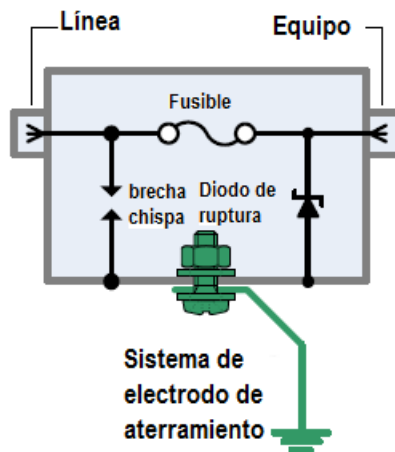 Línea
Equipo
Fusible
brecha
chispa
Diodo de
ruptura
Sistema de
electrodo de
aterramiento